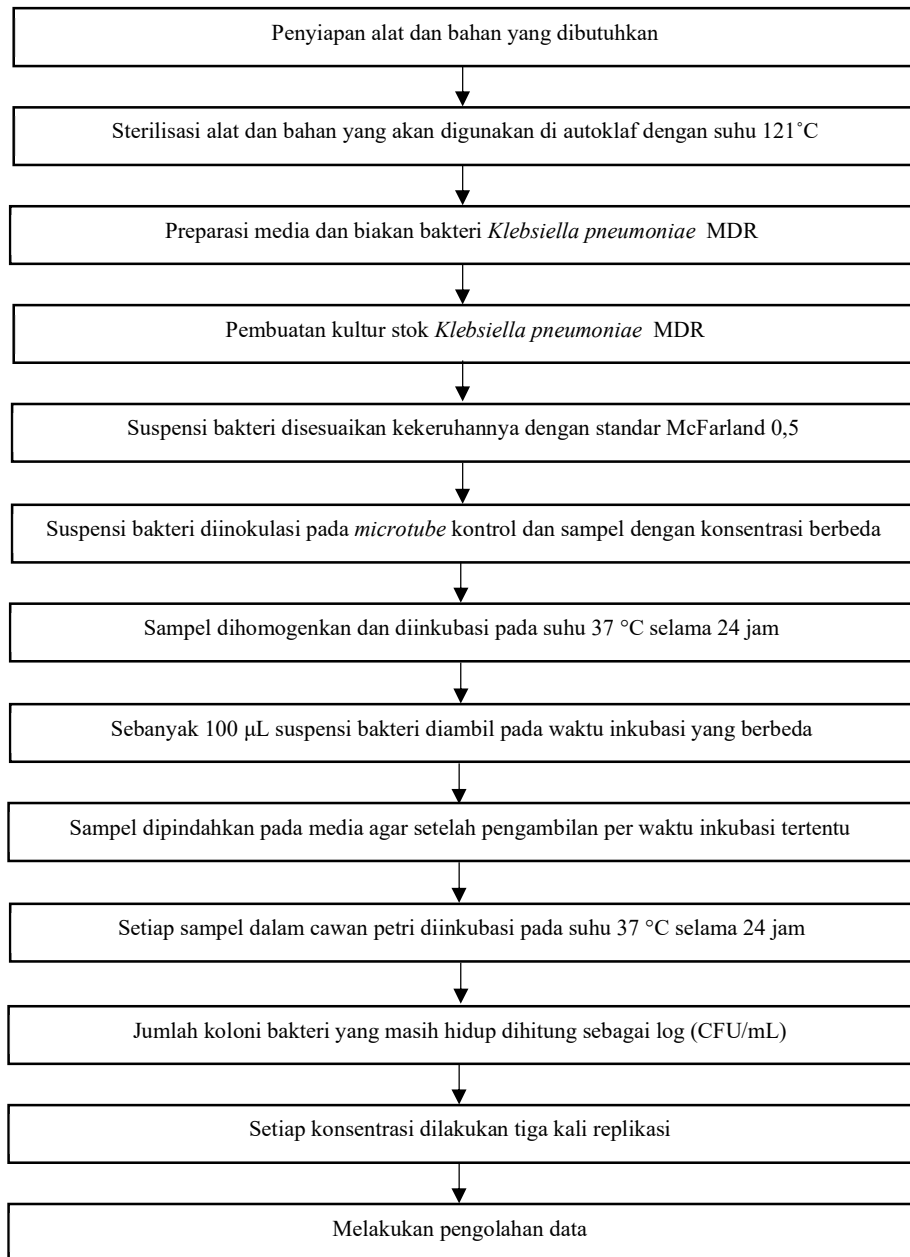 Penyiapan alat dan bahan yang dibutuhkan
Sterilisasi alat dan bahan yang akan digunakan di autoklaf dengan suhu 121˚C
Preparasi media dan biakan bakteri Klebsiella pneumoniae MDR
Pembuatan kultur stok Klebsiella pneumoniae MDR
Suspensi bakteri disesuaikan kekeruhannya dengan standar McFarland 0,5
Suspensi bakteri diinokulasi pada microtube kontrol dan sampel dengan konsentrasi berbeda
Sampel dihomogenkan dan diinkubasi pada suhu 37 °C selama 24 jam
Sebanyak 100 μL suspensi bakteri diambil pada waktu inkubasi yang berbeda
Sampel dipindahkan pada media agar setelah pengambilan per waktu inkubasi tertentu
Setiap sampel dalam cawan petri diinkubasi pada suhu 37 °C selama 24 jam
Jumlah koloni bakteri yang masih hidup dihitung sebagai log (CFU/mL)
Setiap konsentrasi dilakukan tiga kali replikasi
Melakukan pengolahan data